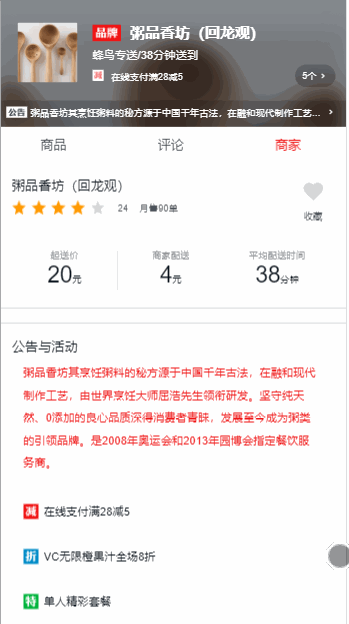 品牌 粥品香坊（回龙观）
蜂鸟专送/38分钟送到
减 在线支付满28减5
5个 >
公告 粥品香坊其烹饪粥料的秘方源于中国千年古法，在融和现代制作工艺... >
商品 评论 商家
粥品香坊（回龙观）
24 月售90单
收藏
起送价 商家配送 平均配送时间
20元 4元 38分钟
公告与活动
粥品香坊其烹饪粥料的秘方源于中国千年古法，在融和现代
制作工艺，由世界烹饪大师屈浩先生领衔研发。坚守纯天
然、0添加的良心品质深得消费者青睐，发展至今成为粥类
的引领品牌。是2008年奥运会和2013年园博会指定餐饮服
务商。
减 在线支付满28减5
折 VC无限橙果汁全场8折
特 单人精彩套餐